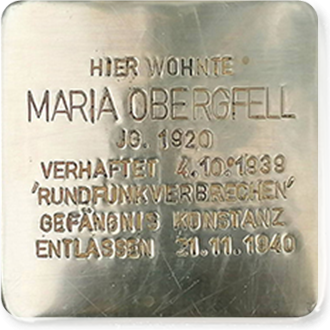 HIER WOHNTE
MARIA OBERGFELL
JG. 1920
VERHAFTET 4.10.1939
'RUNDFUNKVERBRECHEN'
GEFÄNGNIS KONSTANZ
ENTLASSEN 21.11.1940